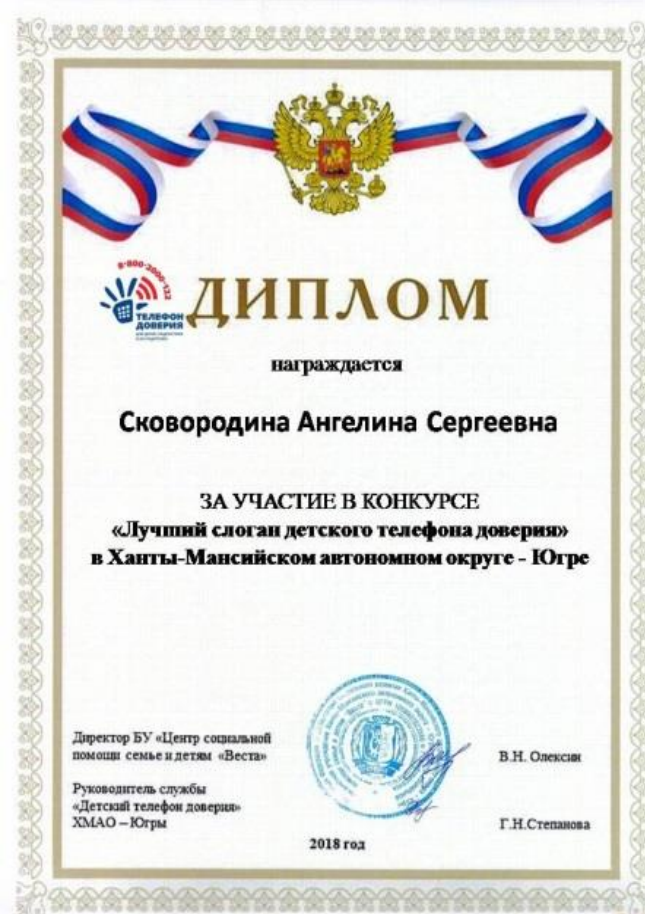 8-800-2000-122
ТЕЛЕФОН
ДОВЕРИЯ
ДИПЛОМ
награждается
Сковородина Ангелина Сергеевна
ЗА УЧАСТИЕ В КОНКУРСЕ
«Лучший слоган детского телефона доверия»
в Ханты-Мансийском автономном округе - Югре
Директор БУ «Центр социальной
помощи семье и детям «Веста»
В.Н. Олексин
Руководитель службы
«Детский телефон доверия»
ХМАО – Югры
Г.Н.Степанова
2018 год